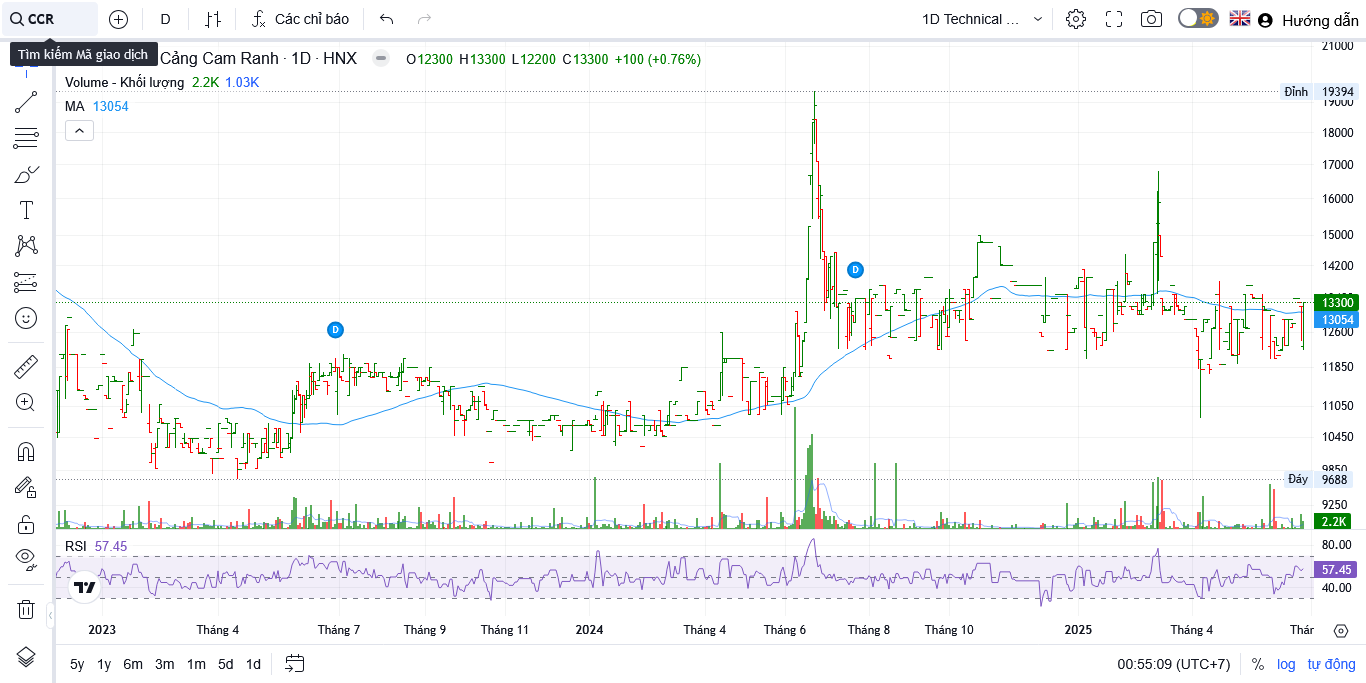 CCR D Các chỉ báo 1D Technical ... Hướng dẫn
Tìm kiếm Mã giao dịch
Cảng Cam Ranh · 1D · HNX O12300 H13300 L12200 C13300 +100 (+0.76%)
Volume - Khối lượng 2.2K 1.03K
MA 13054
21000
Đỉnh 19394
19000
18000
17000
16000
15000
14200
D
13300
13054
D
12600
11850
11050
10450
9850
Đáy 9688
9250
2.2K
RSI 57.45
80.00
57.45
40.00
2023 Tháng 4 Tháng 7 Tháng 9 Tháng 11 2024 Tháng 4 Tháng 6 Tháng 8 Tháng 10 2025 Tháng 4 Thár
5y 1y 6m 3m 1m 5d 1d 00:55:09 (UTC+7) % log tự động